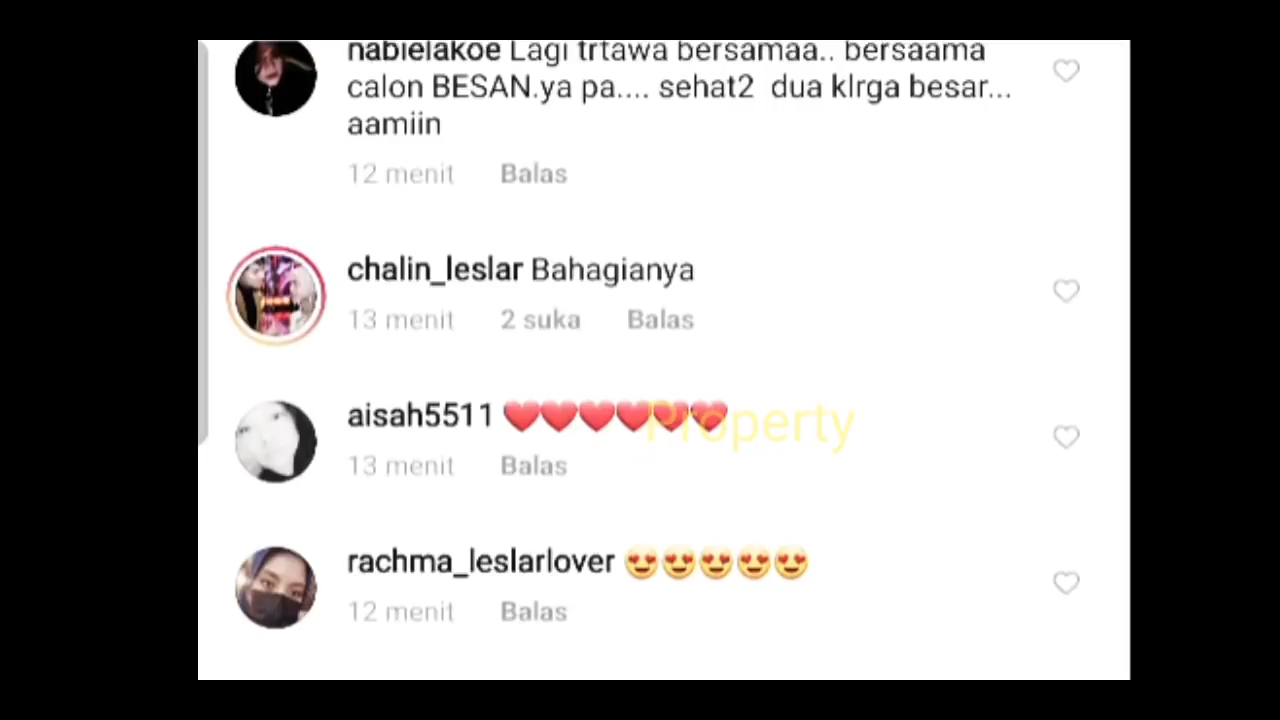 nabielakoe Lagi trtawa bersamaa.. bersaama
calon BESAN.ya pa.... sehat2 dua klrga besar...
aamiin
12 menit Balas
chalin_leslar Bahagianya
13 menit 2 suka Balas
aisah5511 ❤️❤️❤️❤️❤️❤️
Property
13 menit Balas
rachma_leslarlover 😍😍😍😍😍
12 menit Balas